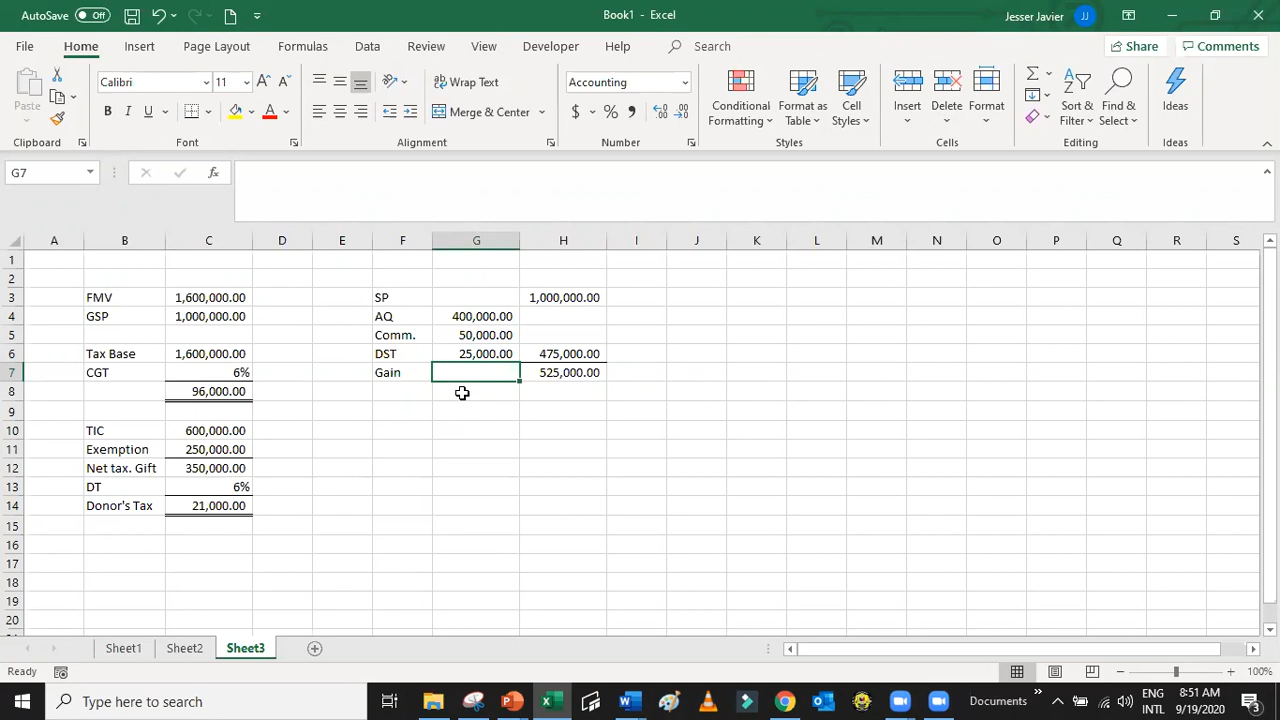 AutoSave Off Book1 - Excel Jesser Javier JJ
File Home Insert Page Layout Formulas Data Review View Developer Help Search Share Comments
Paste Calibri 11 Wrap Text Accounting Conditional Formatting Format as Table Cell Styles Insert Delete Format Sort & Filter Find & Select Ideas
B I U Merge & Center $ % ,
Clipboard Font Alignment Number Styles Cells Editing Ideas
G7 fx
A B C D E F G H I J K L M N O P Q R S
1
2
3 FMV 1,600,000.00 SP 1,000,000.00
4 GSP 1,000,000.00 AQ 400,000.00
5 Comm. 50,000.00
6 Tax Base 1,600,000.00 DST 25,000.00 475,000.00
7 CGT 6% Gain 525,000.00
8 96,000.00
9
10 TIC 600,000.00
11 Exemption 250,000.00
12 Net tax. Gift 350,000.00
13 DT 6%
14 Donor's Tax 21,000.00
15
16
17
18
19
20
Sheet1 Sheet2 Sheet3
Ready 100%
Type here to search Documents ENG INTL 8:51 AM 9/19/2020 3